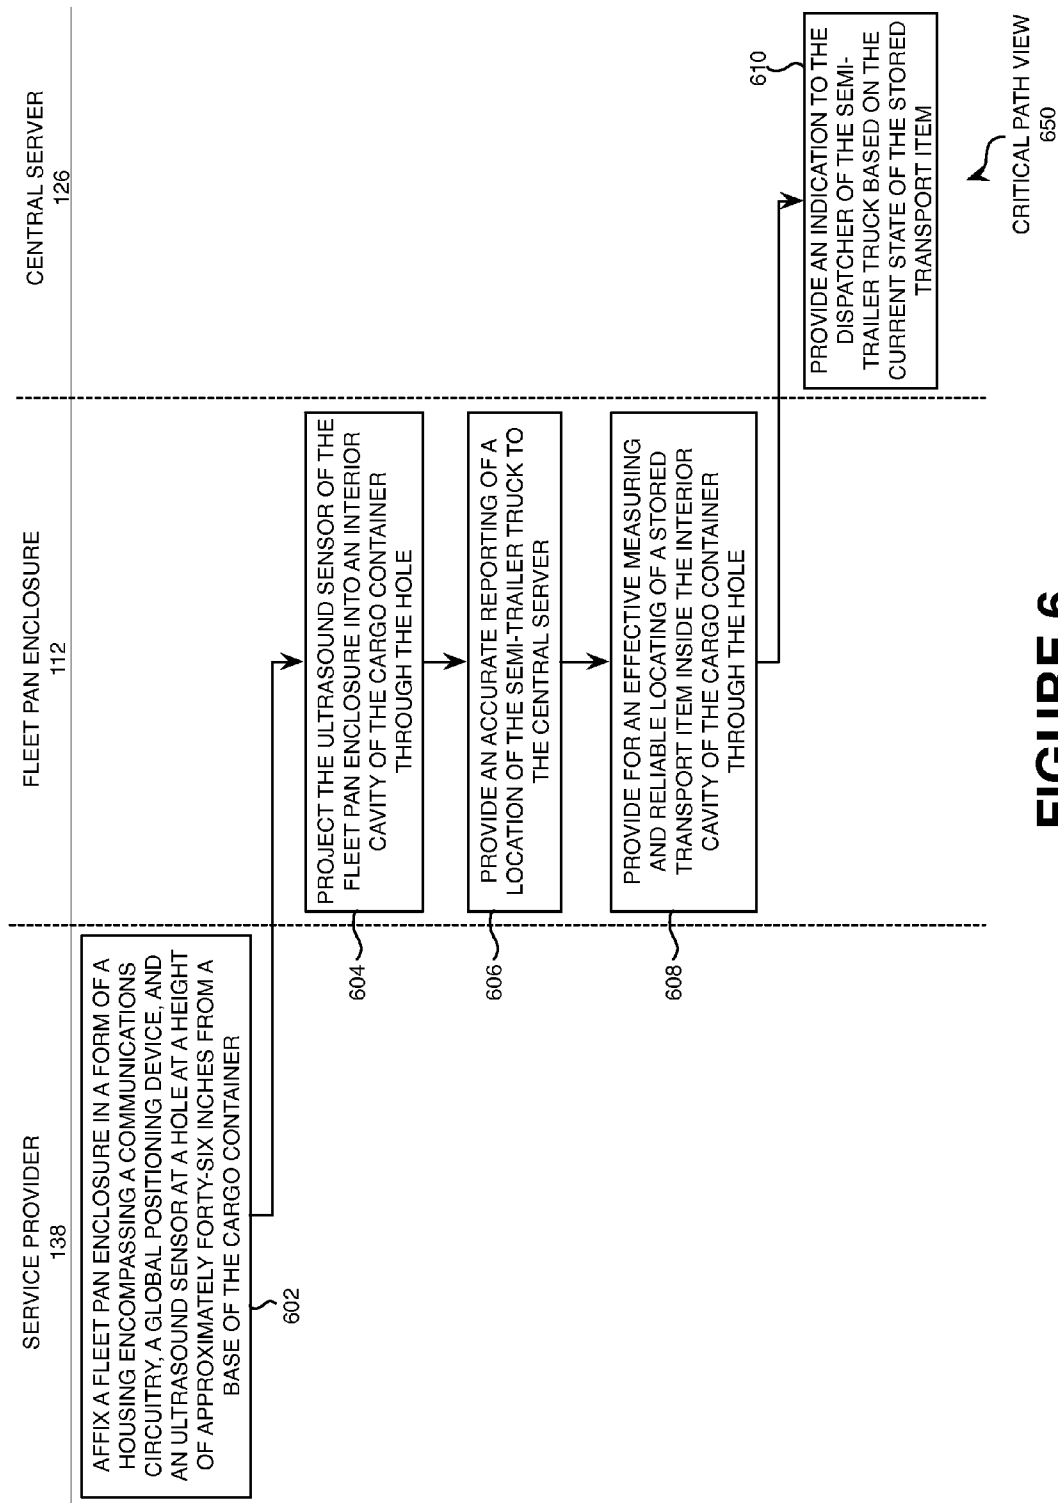 SERVICE PROVIDER
138
FLEET PAN ENCLOSURE
112
CENTRAL SERVER
126
AFFIX A FLEET PAN ENCLOSURE IN A FORM OF A
HOUSING ENCOMPASSING A COMMUNICATIONS
CIRCUITRY, A GLOBAL POSITIONING DEVICE, AND
AN ULTRASOUND SENSOR AT A HOLE AT A HEIGHT
OF APPROXIMATELY FORTY-SIX INCHES FROM A
BASE OF THE CARGO CONTAINER
602
PROJECT THE ULTRASOUND SENSOR OF THE
FLEET PAN ENCLOSURE INTO AN INTERIOR
CAVITY OF THE CARGO CONTAINER
THROUGH THE HOLE
604
PROVIDE AN ACCURATE REPORTING OF A
LOCATION OF THE SEMI-TRAILER TRUCK TO
THE CENTRAL SERVER
606
PROVIDE FOR AN EFFECTIVE MEASURING
AND RELIABLE LOCATING OF A STORED
TRANSPORT ITEM INSIDE THE INTERIOR
CAVITY OF THE CARGO CONTAINER
THROUGH THE HOLE
608
610
PROVIDE AN INDICATION TO THE
DISPATCHER OF THE SEMI-
TRAILER TRUCK BASED ON THE
CURRENT STATE OF THE STORED
TRANSPORT ITEM
CRITICAL PATH VIEW
650
FIGURE 6